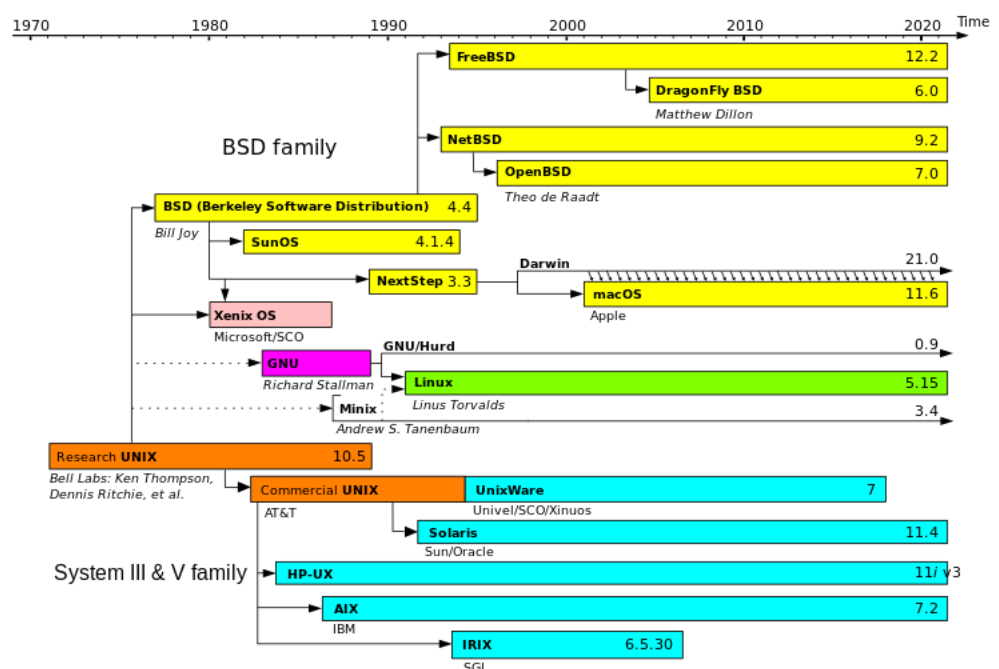 1970 1980 1990 2000 2010 2020 Time
FreeBSD 12.2
DragonFly BSD 6.0
Matthew Dillon
BSD family
NetBSD 9.2
OpenBSD 7.0
Theo de Raadt
BSD (Berkeley Software Distribution) 4.4
Bill Joy
SunOS 4.1.4
Darwin 21.0
NextStep 3.3
macOS 11.6
Apple
Xenix OS
Microsoft/SCO
GNU/Hurd 0.9
GNU
Richard Stallman
Linux 5.15
Linus Torvalds
Minix 3.4
Andrew S. Tanenbaum
Research UNIX 10.5
Bell Labs: Ken Thompson,
Dennis Ritchie, et al.
Commercial UNIX
AT&T
UnixWare 7
Univel/SCO/Xinuos
Solaris 11.4
Sun/Oracle
System III & V family
HP-UX 11i v3
AIX 7.2
IBM
IRIX 6.5.30
SGI